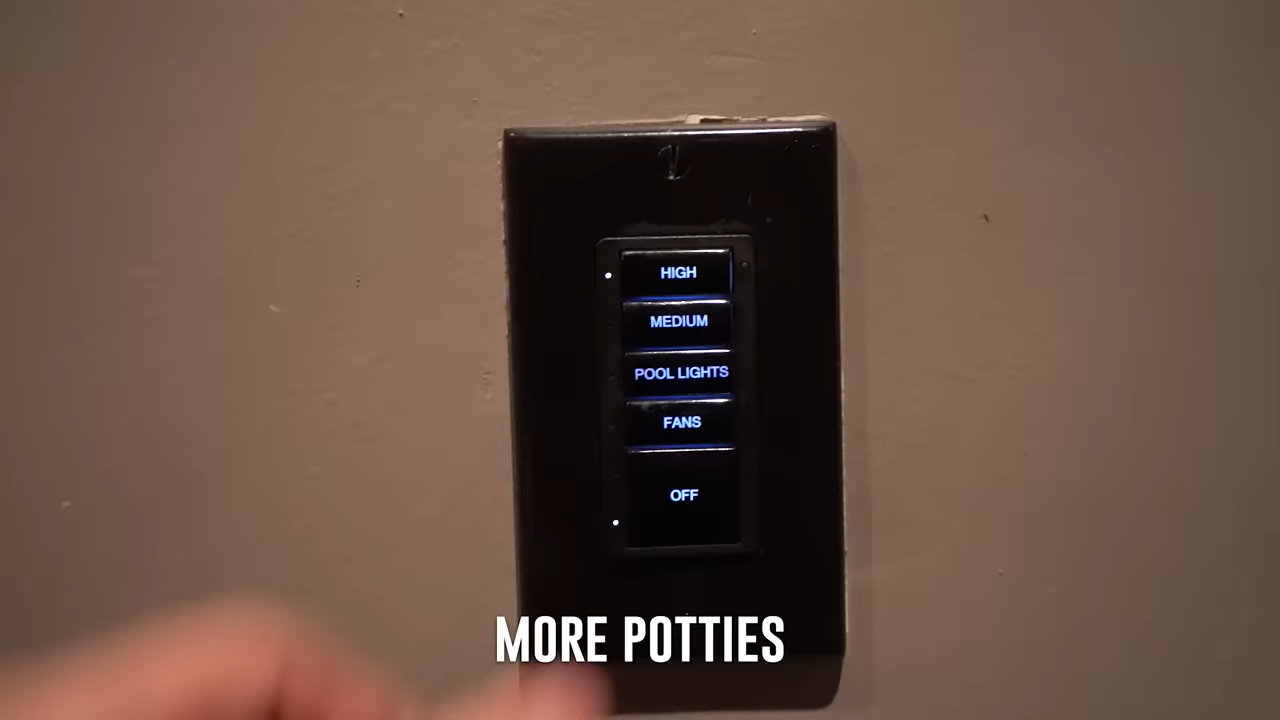 HIGH
MEDIUM
POOL LIGHTS
FANS
OFF
MORE POTTIES